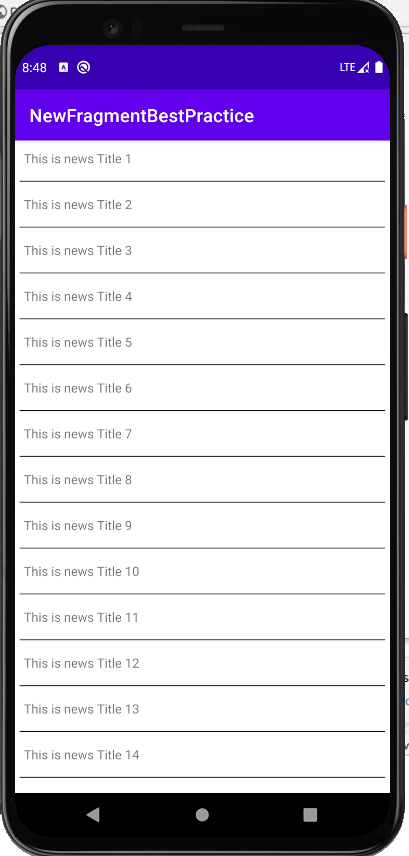 8:48
LTE
NewFragmentBestPractice
This is news Title 1
This is news Title 2
This is news Title 3
This is news Title 4
This is news Title 5
This is news Title 6
This is news Title 7
This is news Title 8
This is news Title 9
This is news Title 10
This is news Title 11
This is news Title 12
This is news Title 13
This is news Title 14